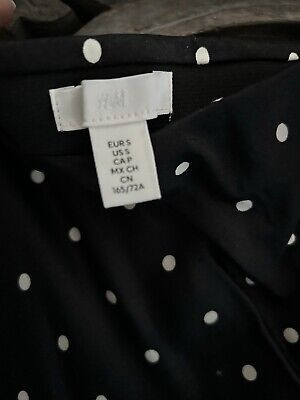 H&M
EUR S
US S
CA P
MX CH
CN
165/72A